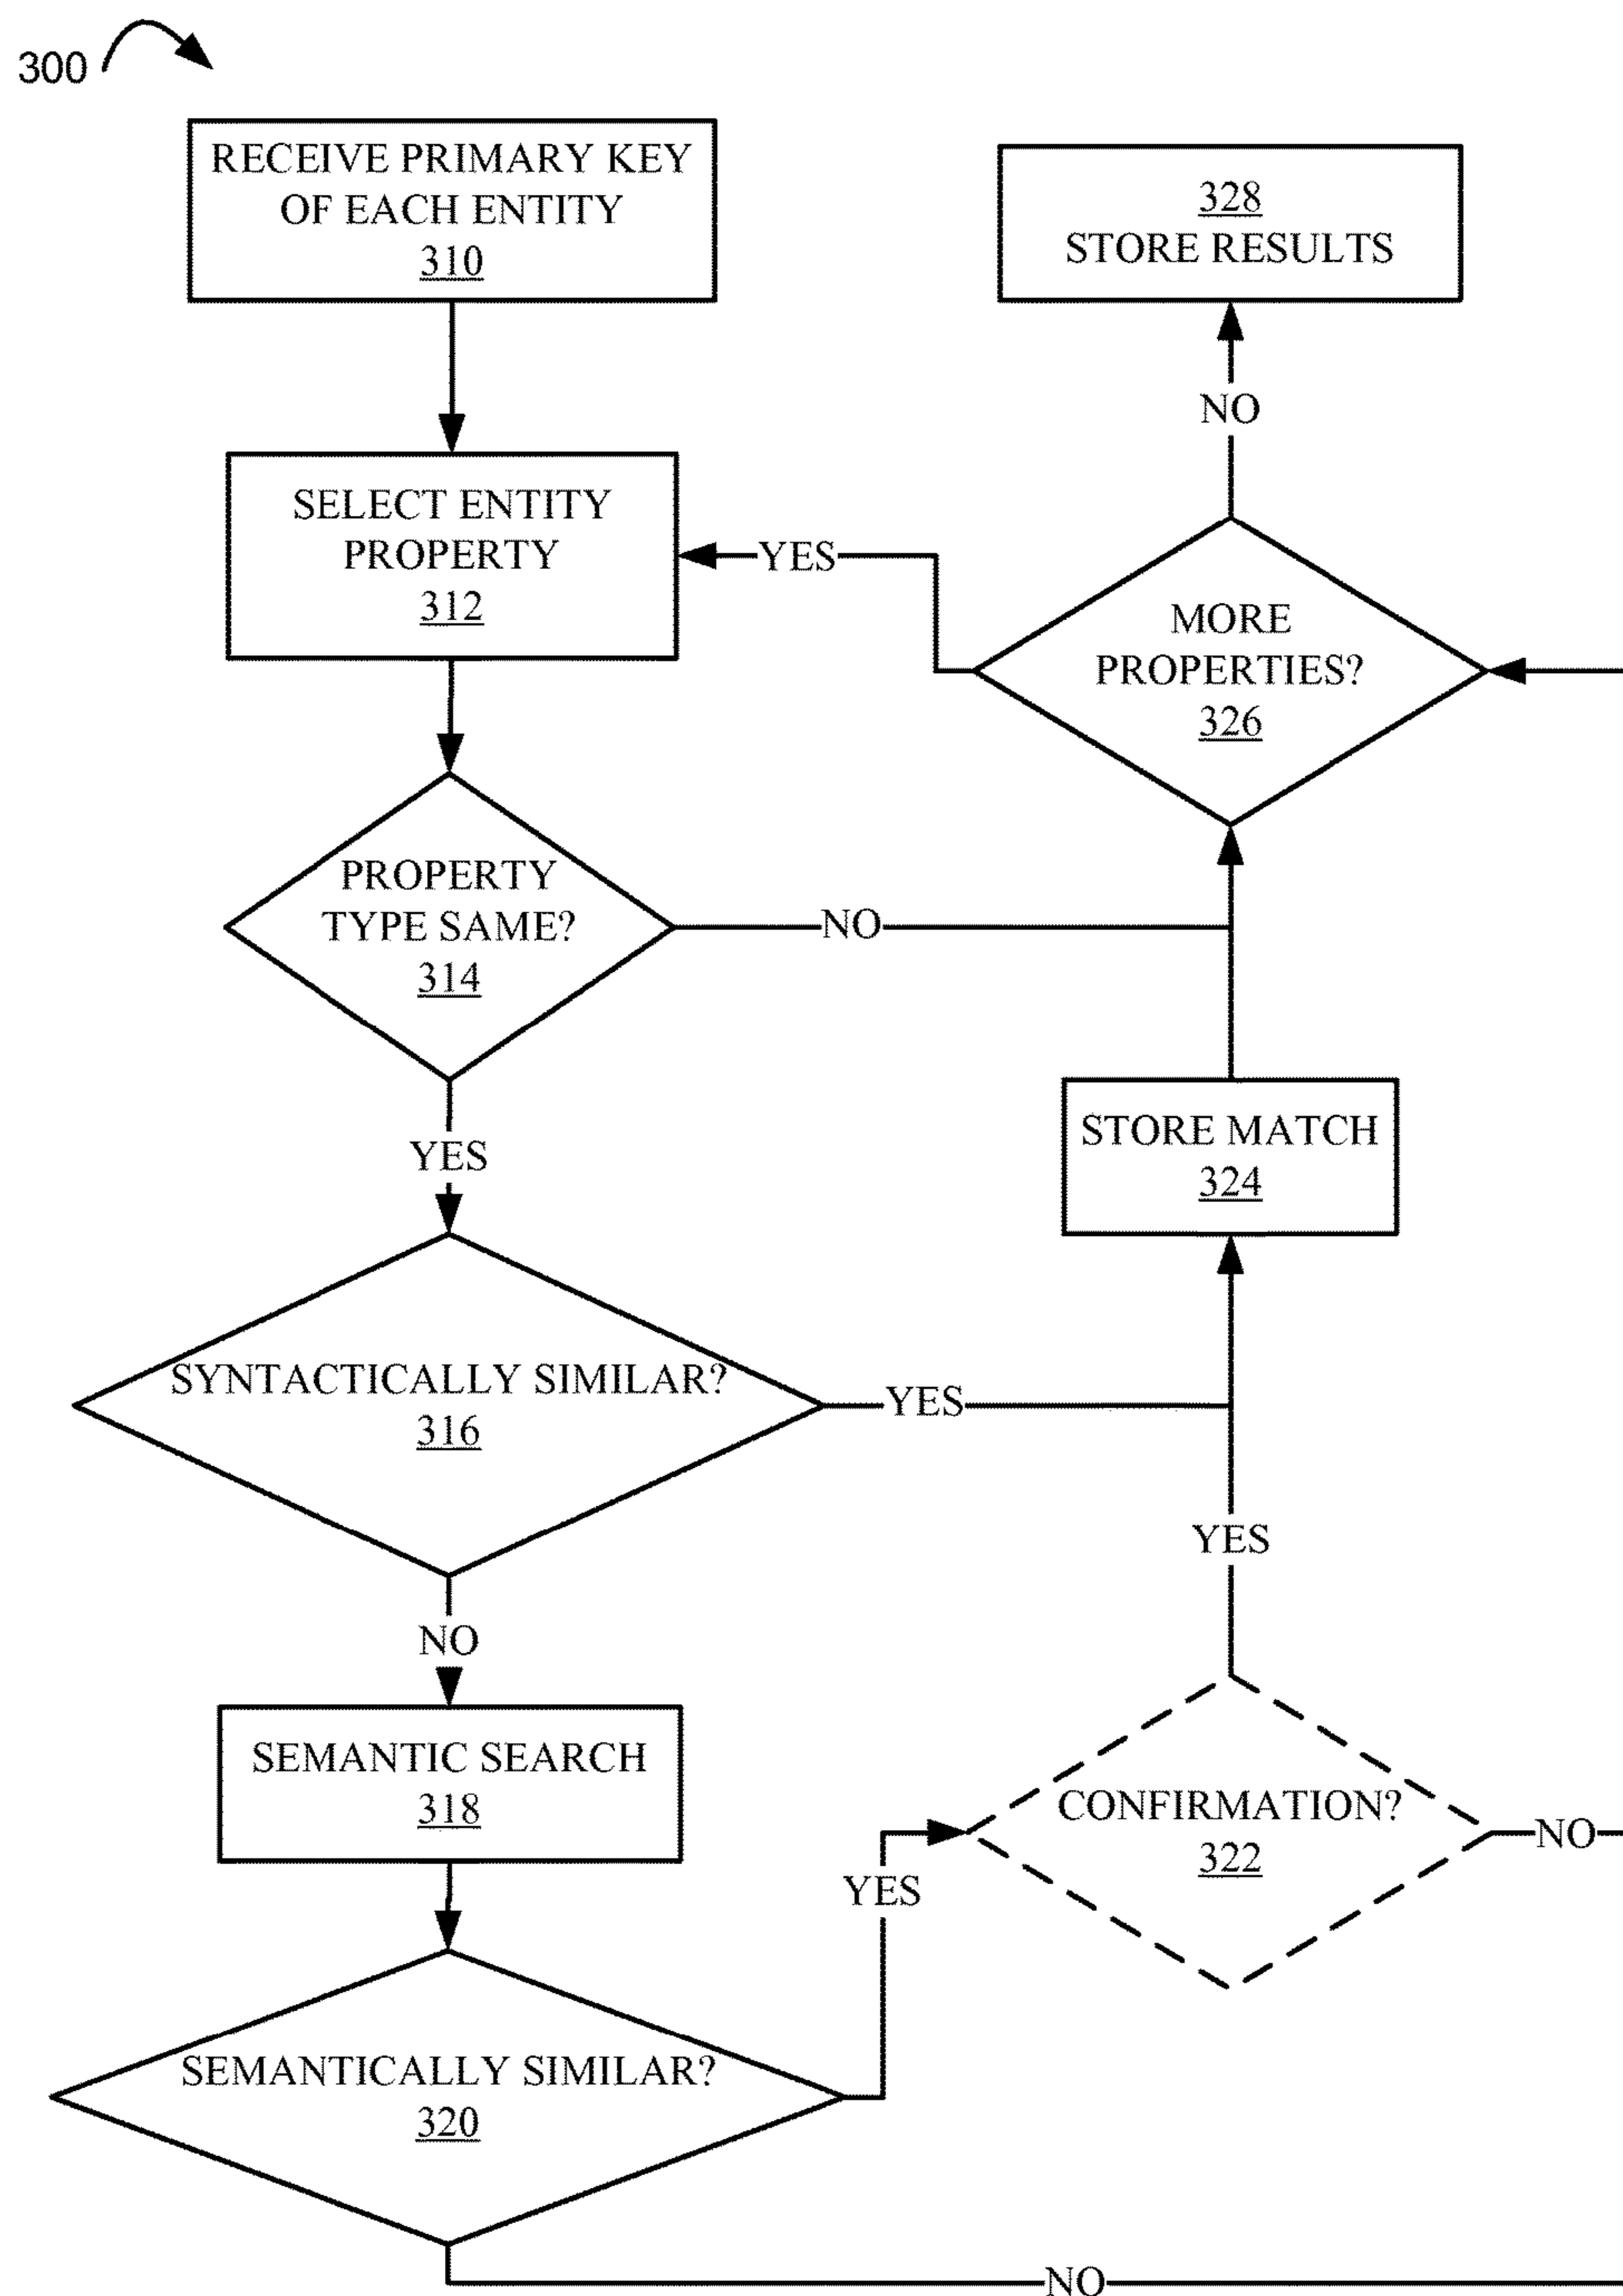 300
RECEIVE PRIMARY KEY
OF EACH ENTITY
310
328
STORE RESULTS
NO
SELECT ENTITY
PROPERTY
312
YES
MORE
PROPERTIES?
326
PROPERTY
TYPE SAME?
314
NO
YES
STORE MATCH
324
SYNTACTICALLY SIMILAR?
316
YES
YES
NO
SEMANTIC SEARCH
318
CONFIRMATION?
322
NO
YES
SEMANTICALLY SIMILAR?
320
NO